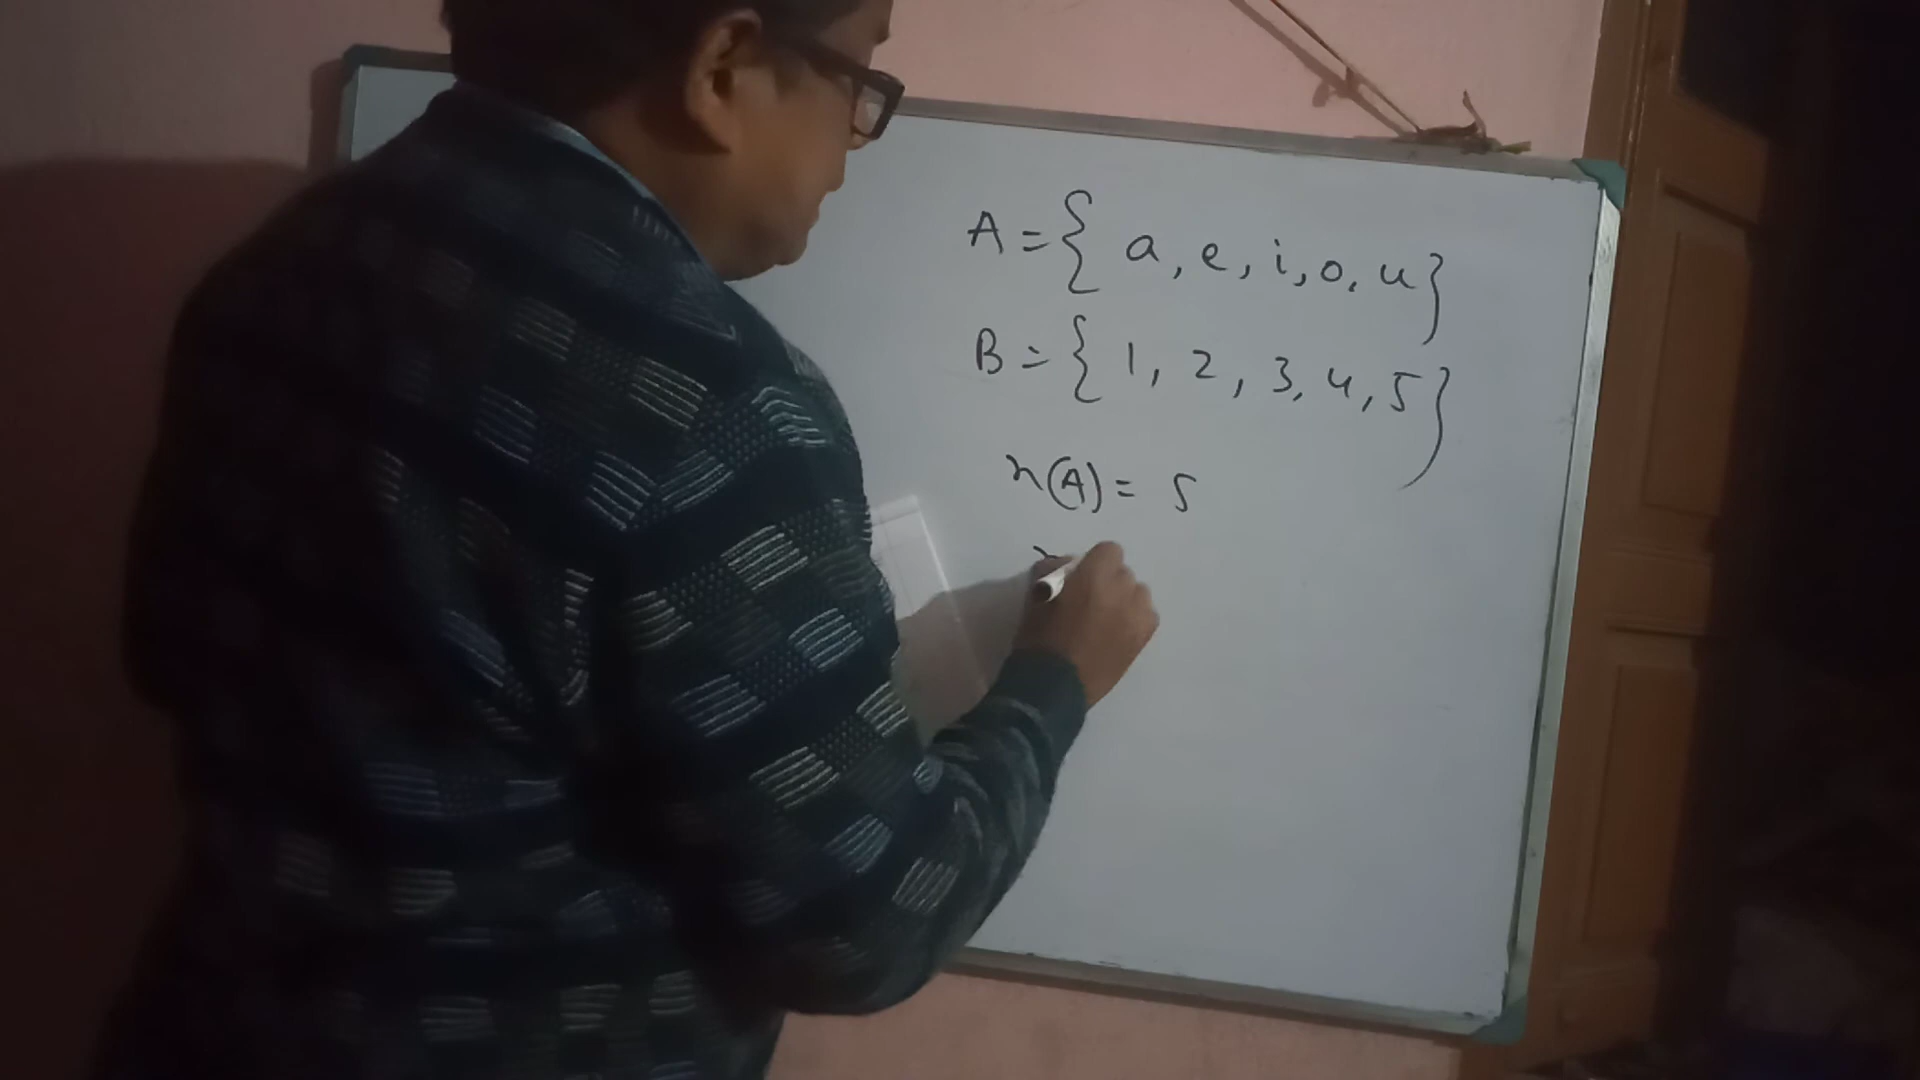 A = { a, e, i, o, u }
B = { 1, 2, 3, 4, 5 }
n(A) = 5